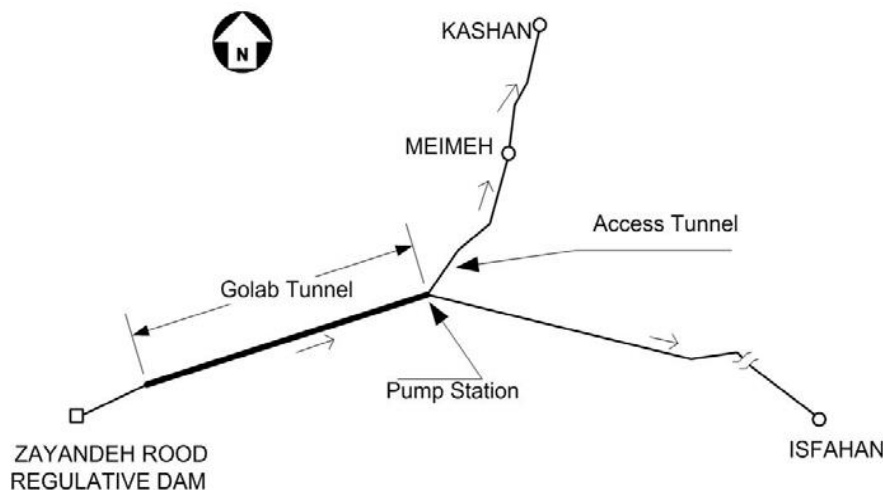 KASHAN
N
MEIMEH
Access Tunnel
Golab Tunnel
Pump Station
ZAYANDEH ROOD
REGULATIVE DAM
ISFAHAN